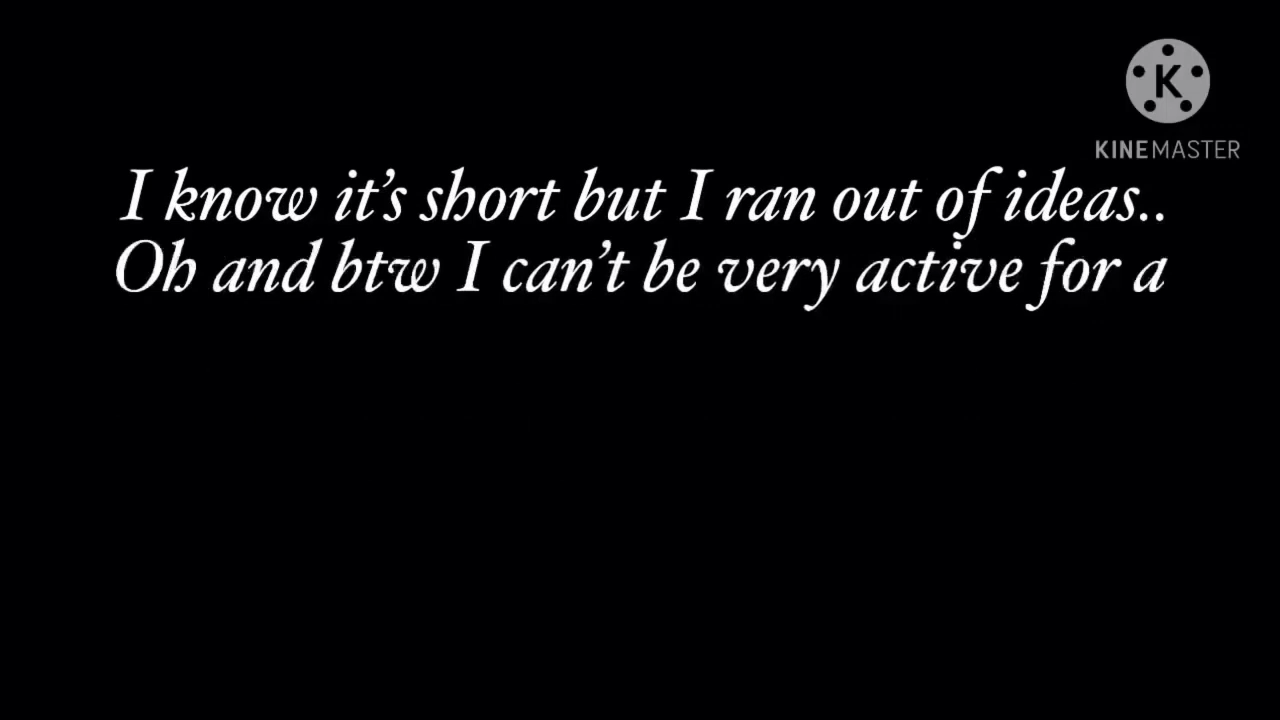 K
KINEMASTER
I know it's short but I ran out of ideas..
Oh and btw I can't be very active for a